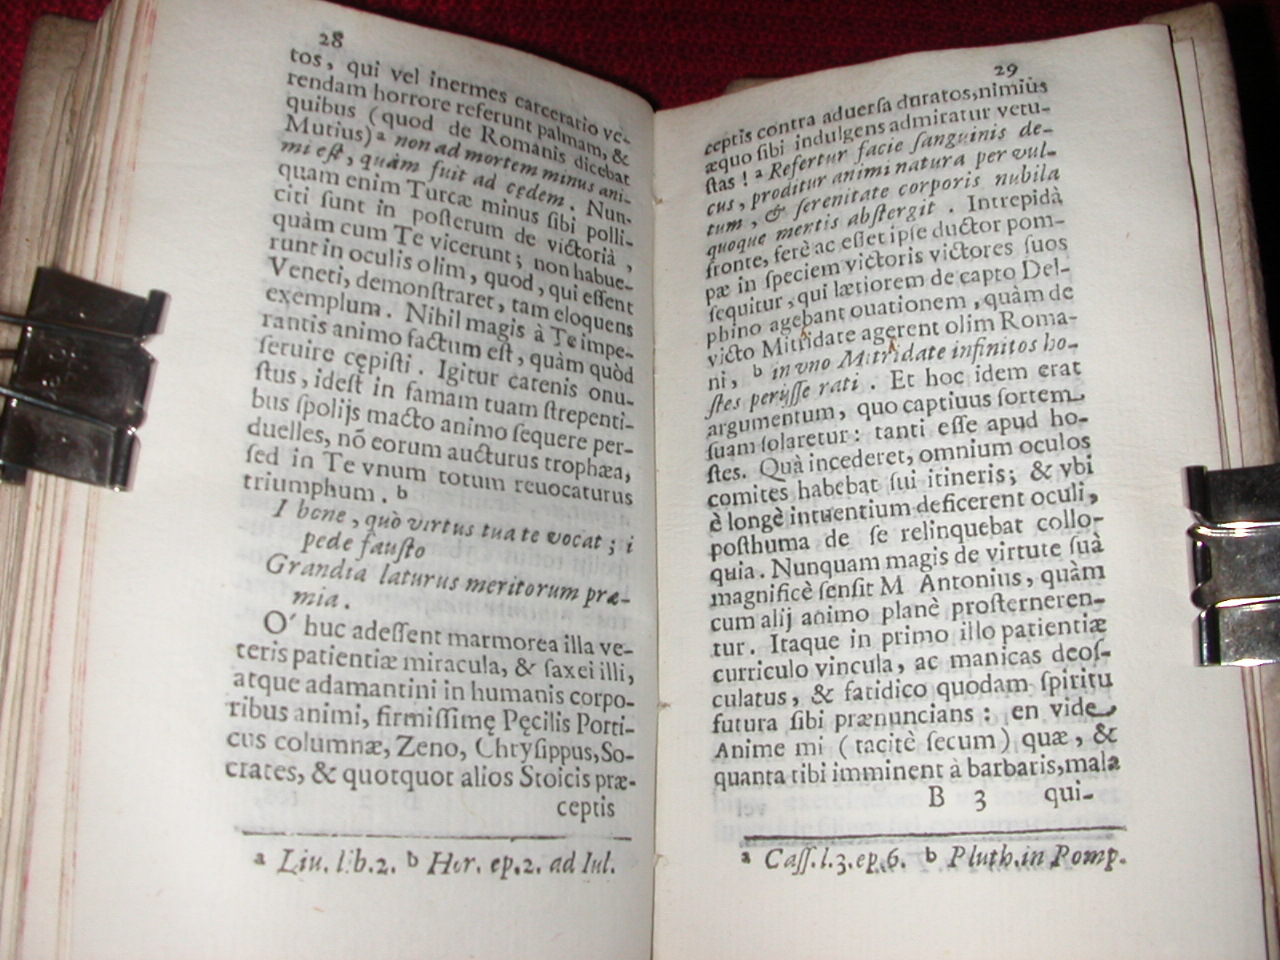 28
tos, qui vel inermes carceratio ve-
rendam horrore referunt palmam, &
quibus (quod de Romanis dicebat
Mutius)ᵃ non ad mortem minus ani-
mi eſt, quàm fuit ad cędem. Nun-
quam enim Turcæ minus ſibi polli-
citi ſunt in poſterum de victorià,
quàm cum Te vicerunt; non habue-
runt in oculis olim, quod, qui eſſent
Veneti, demonſtraret, tam eloquens
exemplum. Nihil magis à Te impe-
rantis animo factum eſt, quàm quòd
ſeruire cępiſti. Igitur catenis onu-
ſtus, ideſt in famam tuam ſtrepenti-
bus ſpolijs macto animo ſequere per-
duelles, nõ eorum aucturus trophæa,
ſed in Te vnum totum reuocaturus
triumphum. ᵇ
I bone, quò virtus tua te vocat; i
pede fauſto
Grandia laturus meritorum præ-
mia.
O' huc adeſſent marmorea illa ve-
teris patientiæ miracula, & ſaxei illi,
atque adamantini in humanis corpo-
ribus animi, firmiſſimę Pęcilis Porti-
cus columnæ, Zeno, Chryſippus, So-
crates, & quotquot alios Stoicis præ-
ceptis
ᵃ Liu. lib.2. ᵇ Hor. ep.2. ad Iul.
29
ceptis contra aduerſa duratos, nimiùs
æquo ſibi indulgens admiratur vetu-
ſtas! ᵃ Refertur facie ſanguinis de-
cus, proditur animi natura per vul-
tum, & ſerenitate corporis nubila
quoque mentis abſtergit. Intrepidà
fronte, ferè ac eſſet ipſe ductor pom-
pæ in ſpeciem victoris victores ſuos
ſequitur, qui lætiorem de capto Del-
phino agebant ouationem, quàm de
victo Mitridate agerent olim Roma-
ni, ᵇ in vno Mitridate infinitos ho-
ſtes perijſſe rati. Et hoc idem erat
argumentum, quo captiuus ſortem
ſuam ſolaretur: tanti eſſe apud ho-
ſtes. Quà incederet, omnium oculos
comites habebat ſui itineris; & vbi
è longè intuentium deficerent oculi,
poſthuma de ſe relinquebat collo-
quia. Nunquam magis de virtute ſuà
magnificè ſenſit M. Antonius, quàm
cum alij animo planè proſterneren-
tur. Itaque in primo illo patientiæ
curriculo vincula, ac manicas deoſ-
culatus, & fatidico quodam ſpiritu
futura ſibi prænuncians: en vide
Anime mi (tacitè ſecum) quæ, &
quanta tibi imminent à barbaris, mala
B 3 qui-
ᵃ Caſſ.l.3.ep.6. ᵇ Pluth.in Pomp.